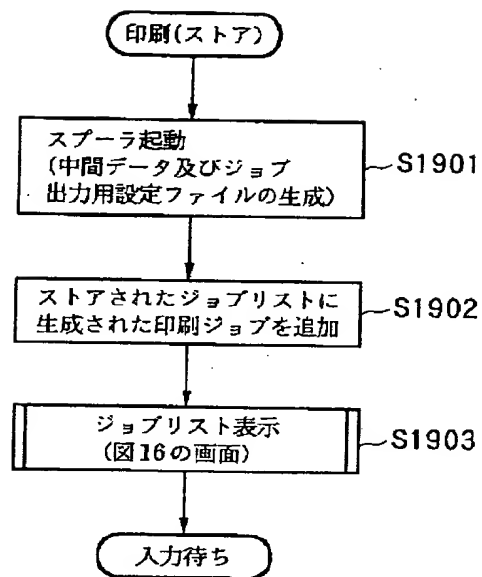 印刷(ストア)
スプーラ起動
(中間データ及びジョブ
出力用設定ファイルの生成)
S1901
ストアされたジョブリストに
生成された印刷ジョブを追加
S1902
ジョブリスト表示
(図16の画面)
S1903
入力待ち